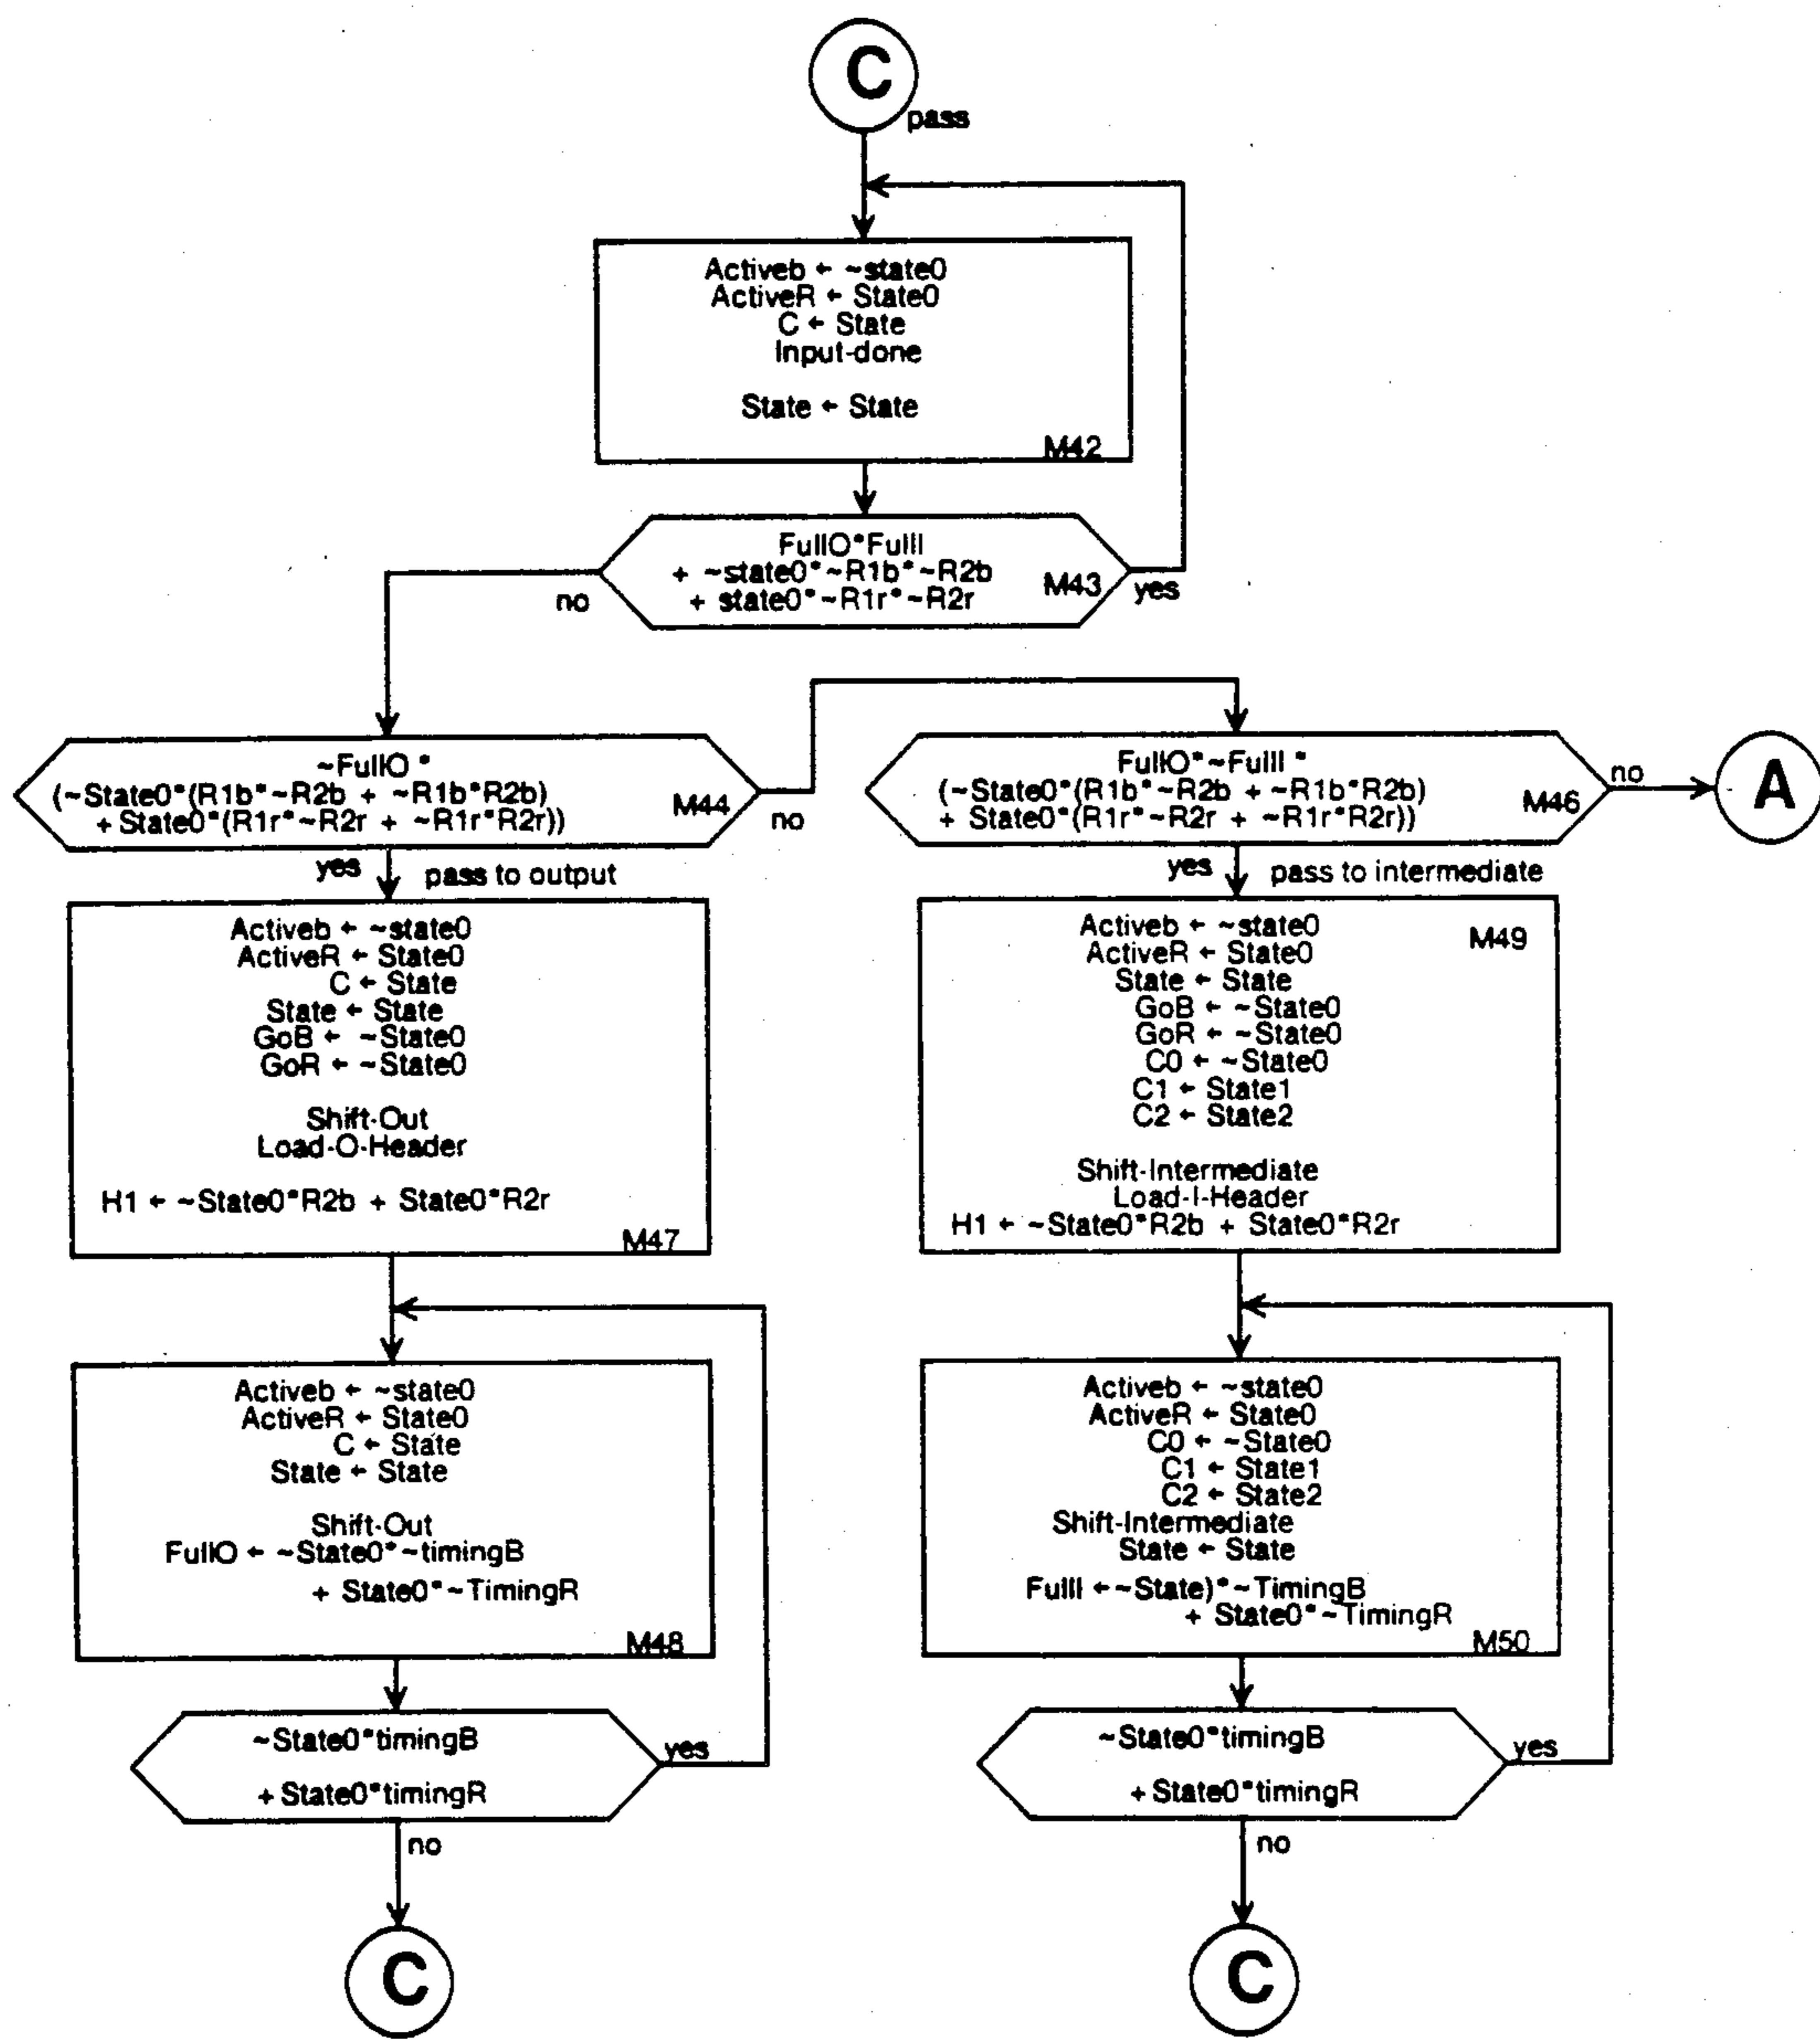 C
pass
Activeb ← ~state0
ActiveR ← State0
C ← State
Input-done
State ← State
M42
FullO*FullI
+ ~state0*~R1b*~R2b
+ state0*~R1r*~R2r
M43
yes
no
~FullO *
(~State0*(R1b*~R2b + ~R1b*R2b)
+ State0*(R1r*~R2r + ~R1r*R2r))
M44
no
yes
pass to output
FullO*~FullI *
(~State0*(R1b*~R2b + ~R1b*R2b)
+ State0*(R1r*~R2r + ~R1r*R2r))
M46
no
A
yes
pass to intermediate
Activeb ← ~state0
ActiveR ← State0
C ← State
State ← State
GoB ← ~State0
GoR ← ~State0
Shift-Out
Load-O-Header
H1 ← ~State0*R2b + State0*R2r
M47
Activeb ← ~state0
M49
ActiveR ← State0
State ← State
GoB ← ~State0
GoR ← ~State0
C0 ← ~State0
C1 ← State1
C2 ← State2
Shift-Intermediate
Load-I-Header
H1 ← ~State0*R2b + State0*R2r
Activeb ← ~state0
ActiveR ← State0
C ← State
State ← State
Shift-Out
FullO ← ~State0*~timingB
+ State0*~TimingR
M48
Activeb ← ~state0
ActiveR ← State0
C0 ← ~State0
C1 ← State1
C2 ← State2
Shift-Intermediate
State ← State
FullI ←~State)*~TimingB
+ State0*~TimingR
M50
~State0*timingB
+ State0*timingR
yes
no
C
~State0*timingB
+ State0*timingR
yes
no
C